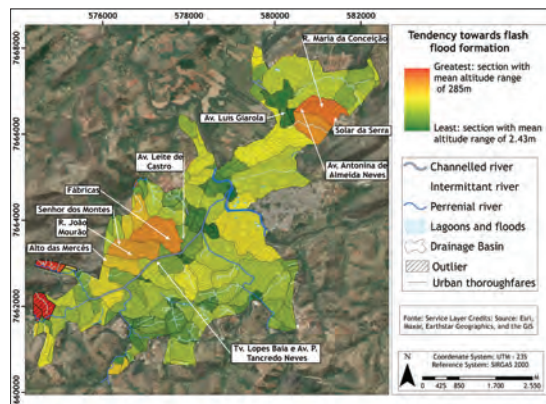 576000
578000
580000
582000
7668000
7666000
7664000
7662000
7660000
R. Maria da Conceição
Av. Luis Giarola
Solar da Serra
Av. Leite de
Castro
Av. Antonina de
Almeida Neves
Fábricas
Senhor dos Montes
R. João
Mourão
Alto das Mercês
Tv. Lopes Bala e Av. P.
Tancredo Neves
Tendency towards flash
flood formation
Greatest: section with
mean altitude range
of 285m
Least: section with mean
altitude range of 2.43m
Channelled river
Intermittant river
Perrenial river
Lagoons and floods
Drainage Basin
Outlier
Urban thoroughfares
Fonte: Service Layer Credits: Source: Esri,
Maxar, Earthstar Geographics, and the GIS
N
Coordenate System: UTM - 23S
Reference System: SIRGAS 2000
M
0 425 850 1.700 2.550